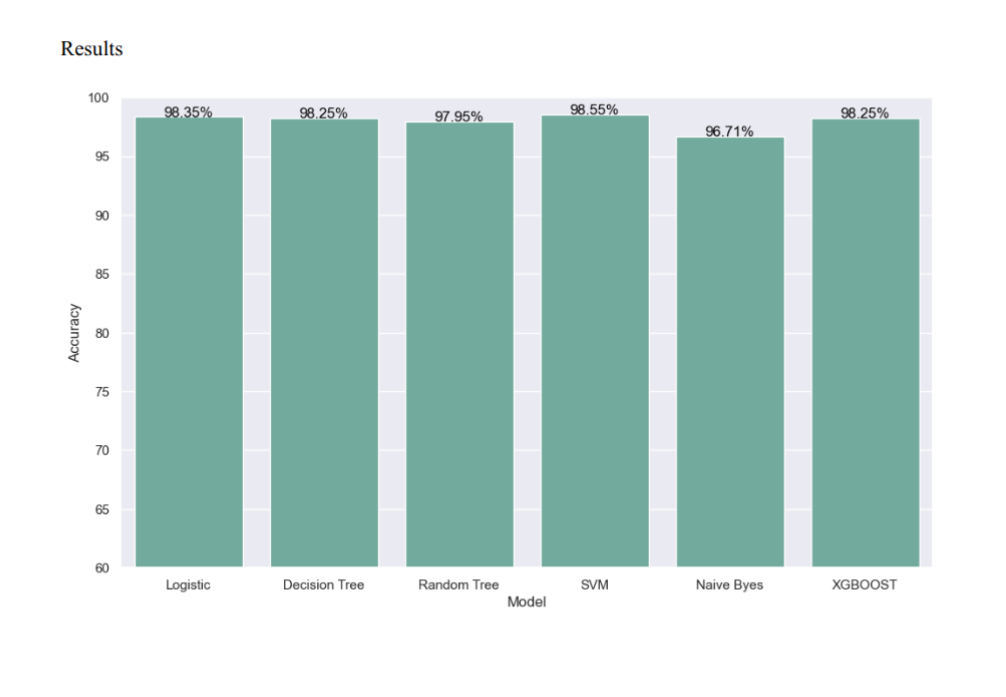 Results
100
98.35%
98.25%
97.95%
98.55%
96.71%
98.25%
95
90
85
80
75
70
65
60
Accuracy
Logistic
Decision Tree
Random Tree
SVM
Naive Byes
XGBOOST
Model